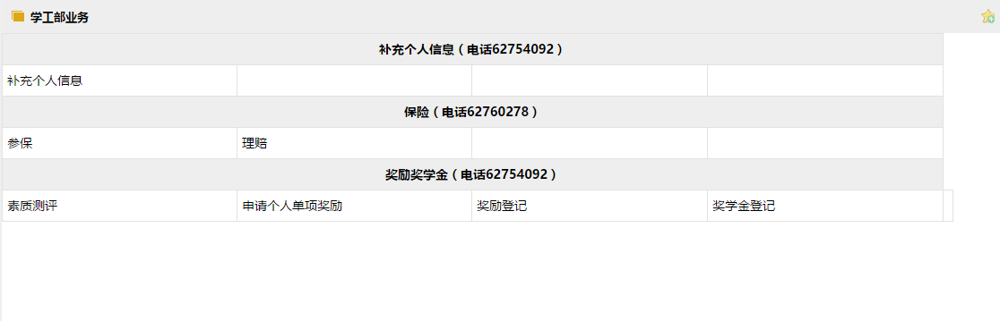 学工部业务
补充个人信息（电话62754092）
补充个人信息
保险（电话62760278）
参保 理赔
奖励奖学金（电话62754092）
素质测评 申请个人单项奖励 奖励登记 奖学金登记